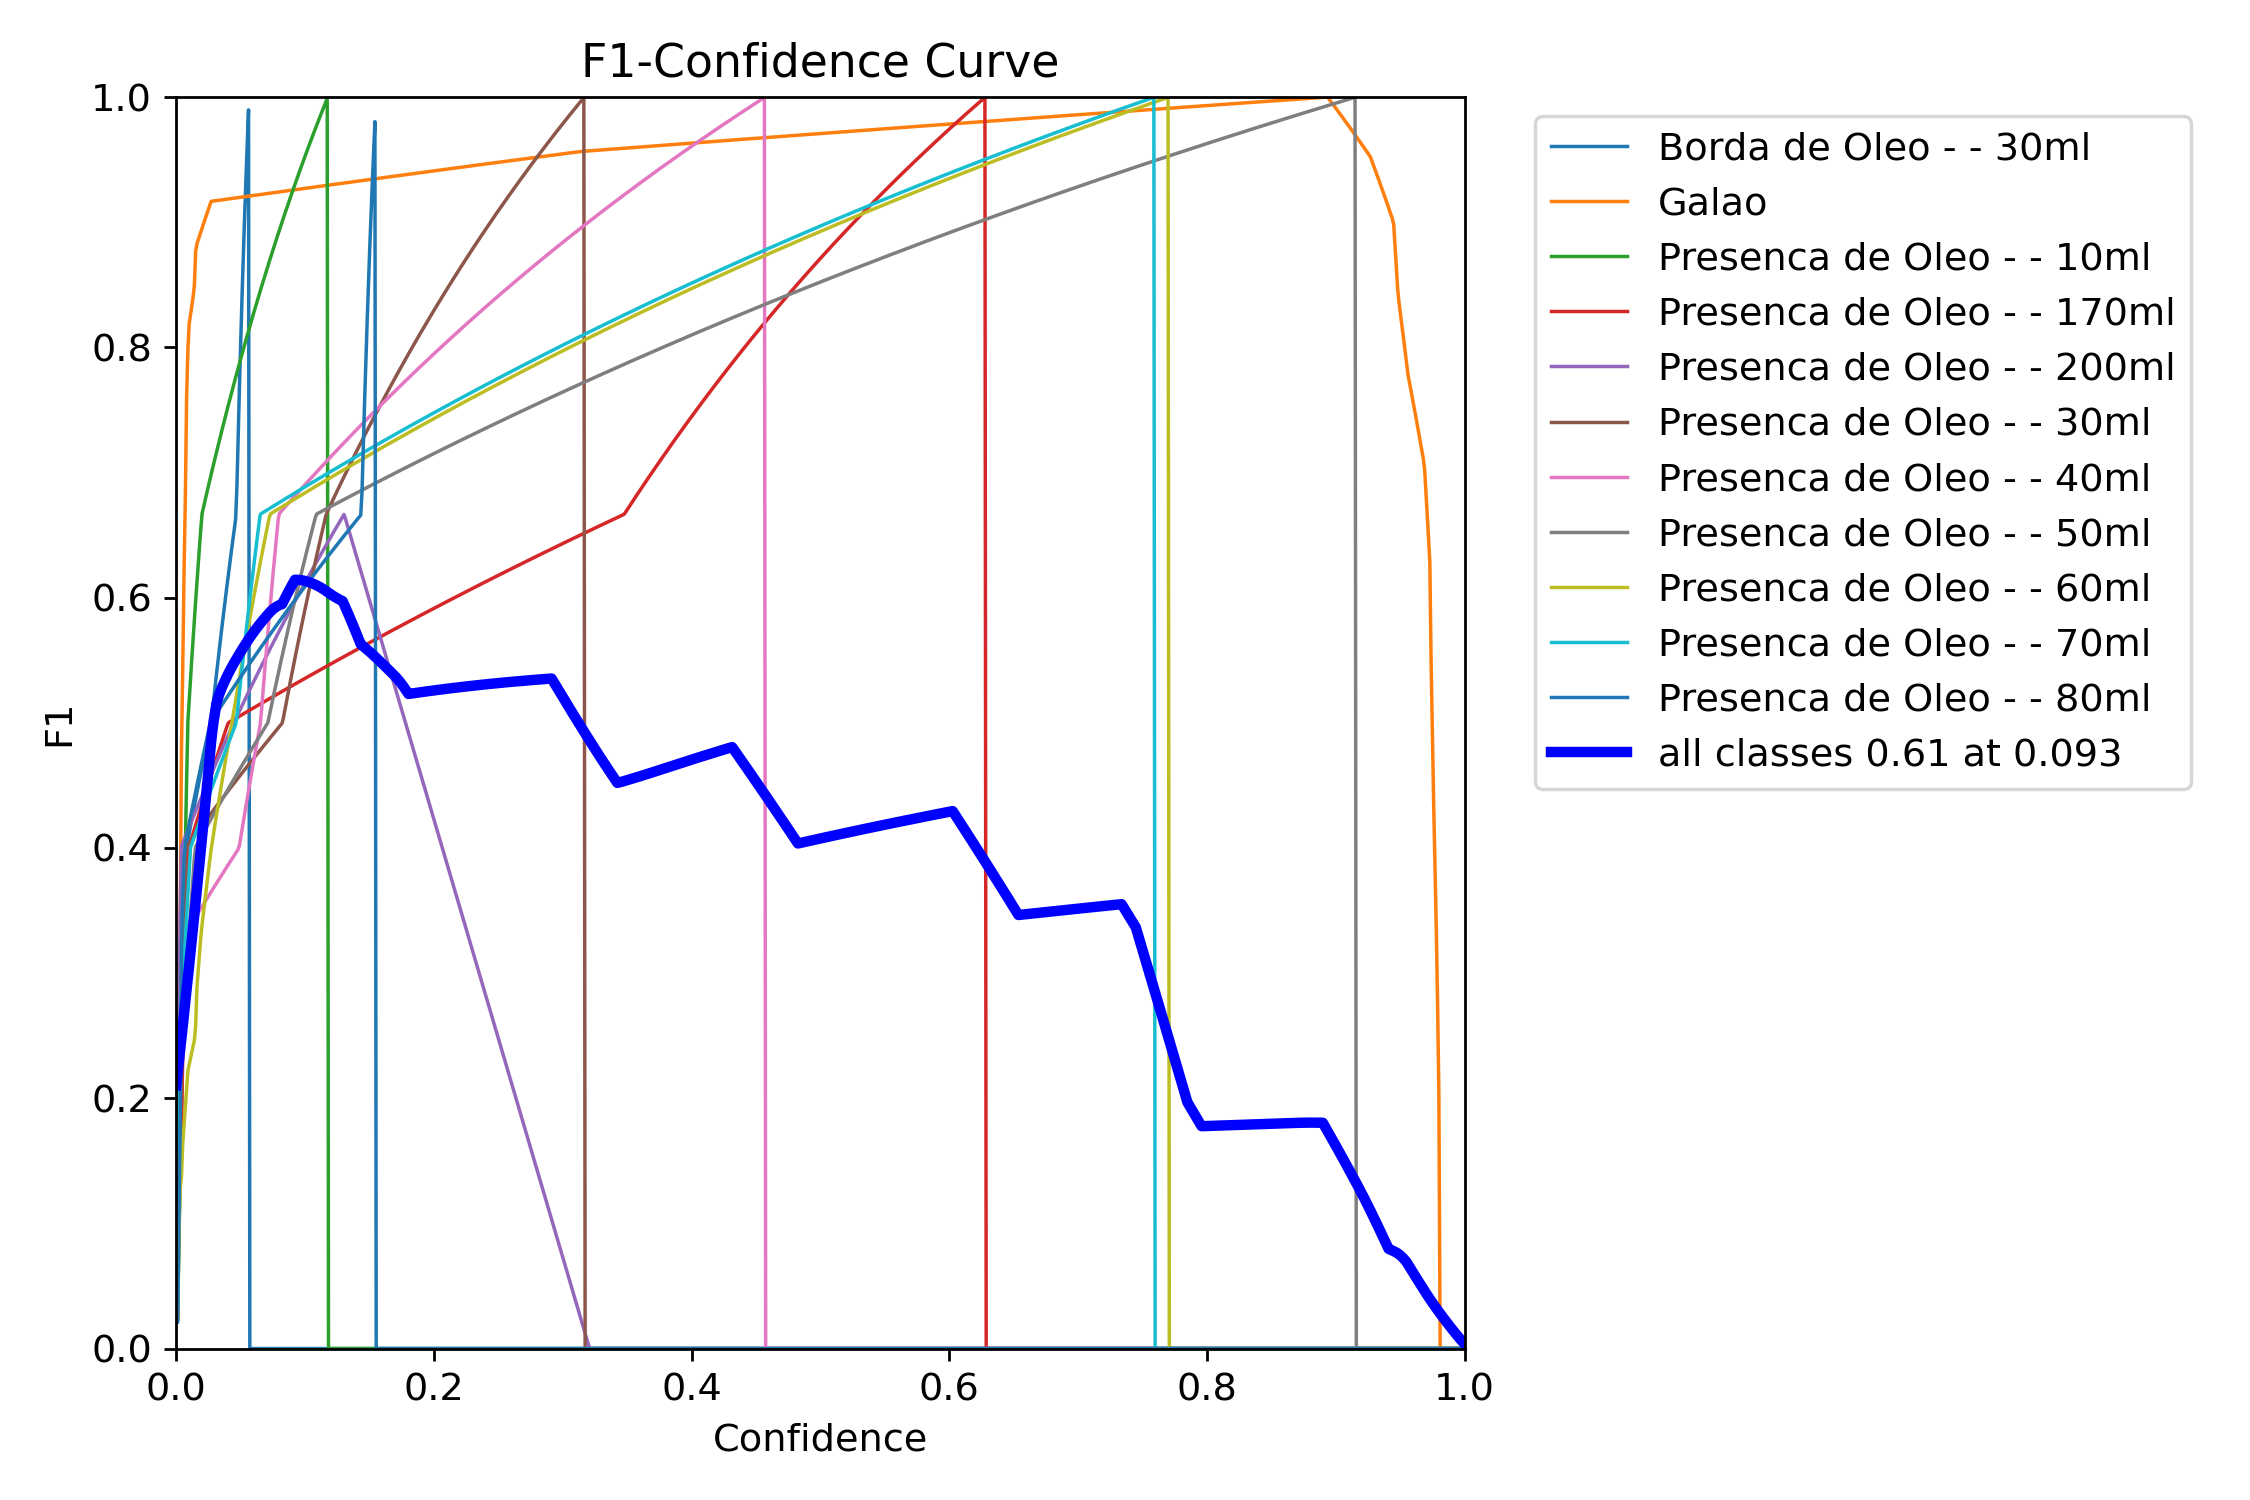 F1-Confidence Curve
1.0
0.8
0.6
0.4
0.2
0.0
F1
0.0 0.2 0.4 0.6 0.8 1.0
Confidence
Borda de Oleo - - 30ml
Galao
Presenca de Oleo - - 10ml
Presenca de Oleo - - 170ml
Presenca de Oleo - - 200ml
Presenca de Oleo - - 30ml
Presenca de Oleo - - 40ml
Presenca de Oleo - - 50ml
Presenca de Oleo - - 60ml
Presenca de Oleo - - 70ml
Presenca de Oleo - - 80ml
all classes 0.61 at 0.093